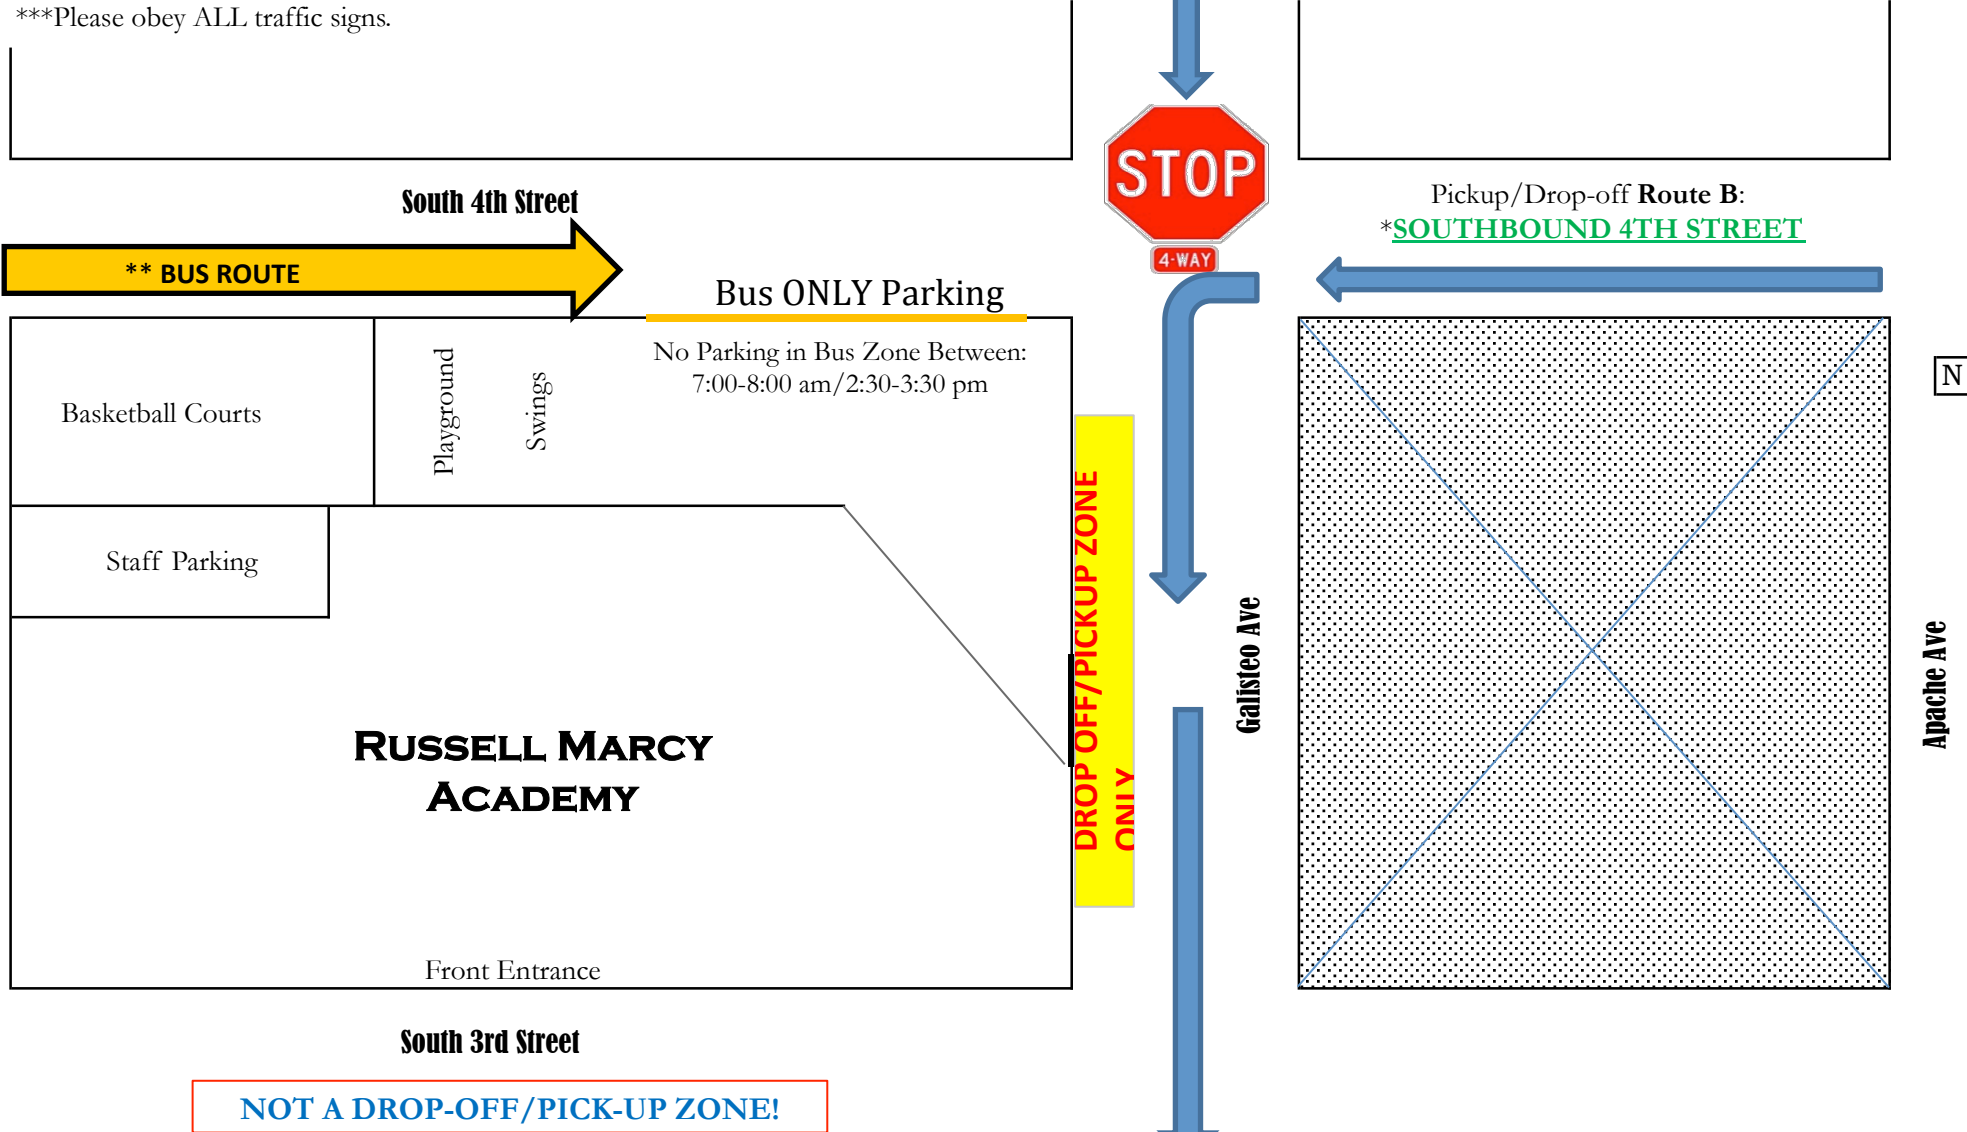 ***Please obey ALL traffic signs.
STOP
4-WAY
South 4th Street
Pickup/Drop-off Route B:
*SOUTHBOUND 4TH STREET
** BUS ROUTE
Bus ONLY Parking
No Parking in Bus Zone Between:
7:00-8:00 am/2:30-3:30 pm
N
Basketball Courts
Playground
Swings
Staff Parking
DROP OFF/PICKUP ZONE
ONLY
Galisteo Ave
Apache Ave
RUSSELL MARCY
ACADEMY
Front Entrance
South 3rd Street
NOT A DROP-OFF/PICK-UP ZONE!